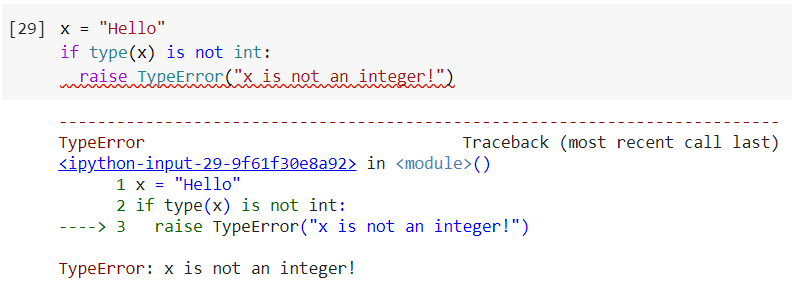 [29] x = "Hello"
if type(x) is not int:
  raise TypeError("x is not an integer!")
---------------------------------------------------------------------------
TypeError                                 Traceback (most recent call last)
<ipython-input-29-9f61f30e8a92> in <module>()
      1 x = "Hello"
      2 if type(x) is not int:
----> 3   raise TypeError("x is not an integer!")
TypeError: x is not an integer!